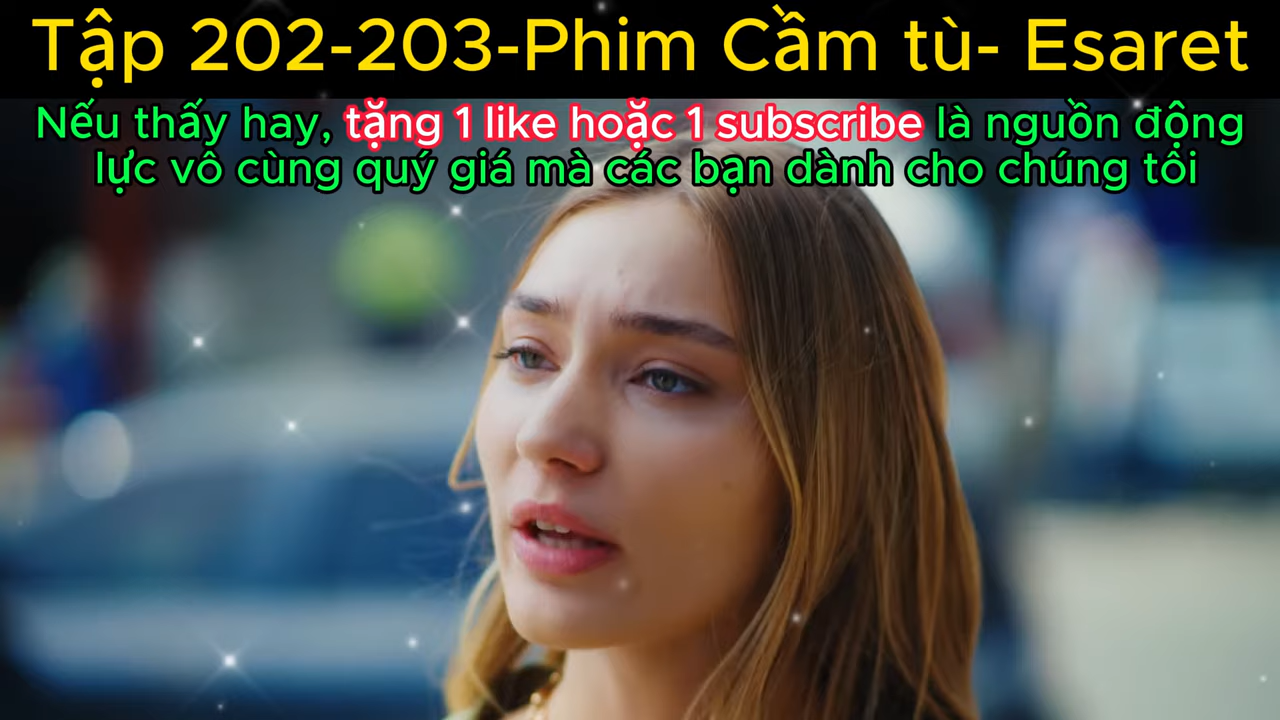 Tập 202-203-Phim Cầm tù- Esaret
Nếu thấy hay, tặng 1 like hoặc 1 subscribe là nguồn động
lực vô cùng quý giá mà các bạn dành cho chúng tôi